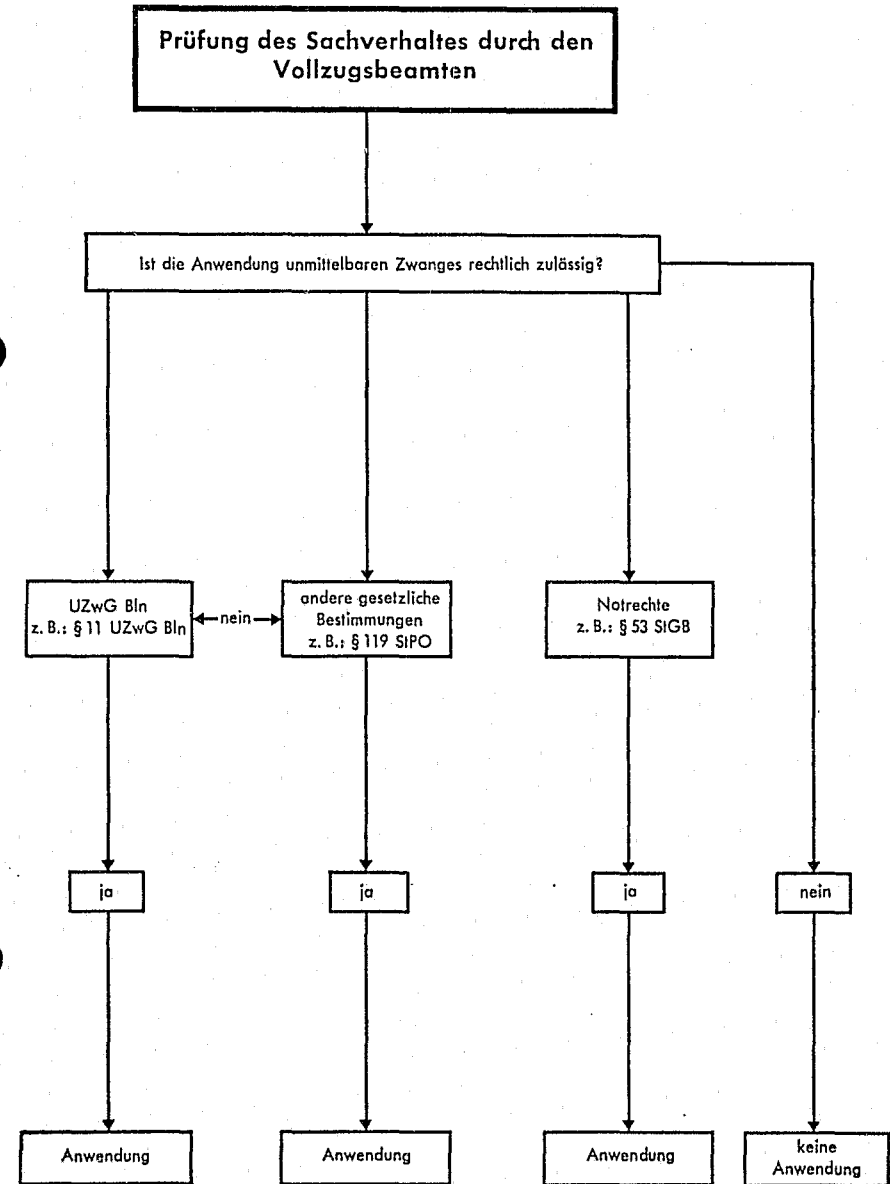 Prüfung des Sachverhaltes durch den
Vollzugsbeamten
Ist die Anwendung unmittelbaren Zwanges rechtlich zulässig?
UZwG Bln
z. B.: § 11 UZwG Bln
nein
andere gesetzliche
Bestimmungen
z. B.: § 119 StPO
Notrechte
z. B.: § 53 StGB
ja
ja
ja
nein
Anwendung
Anwendung
Anwendung
keine
Anwendung